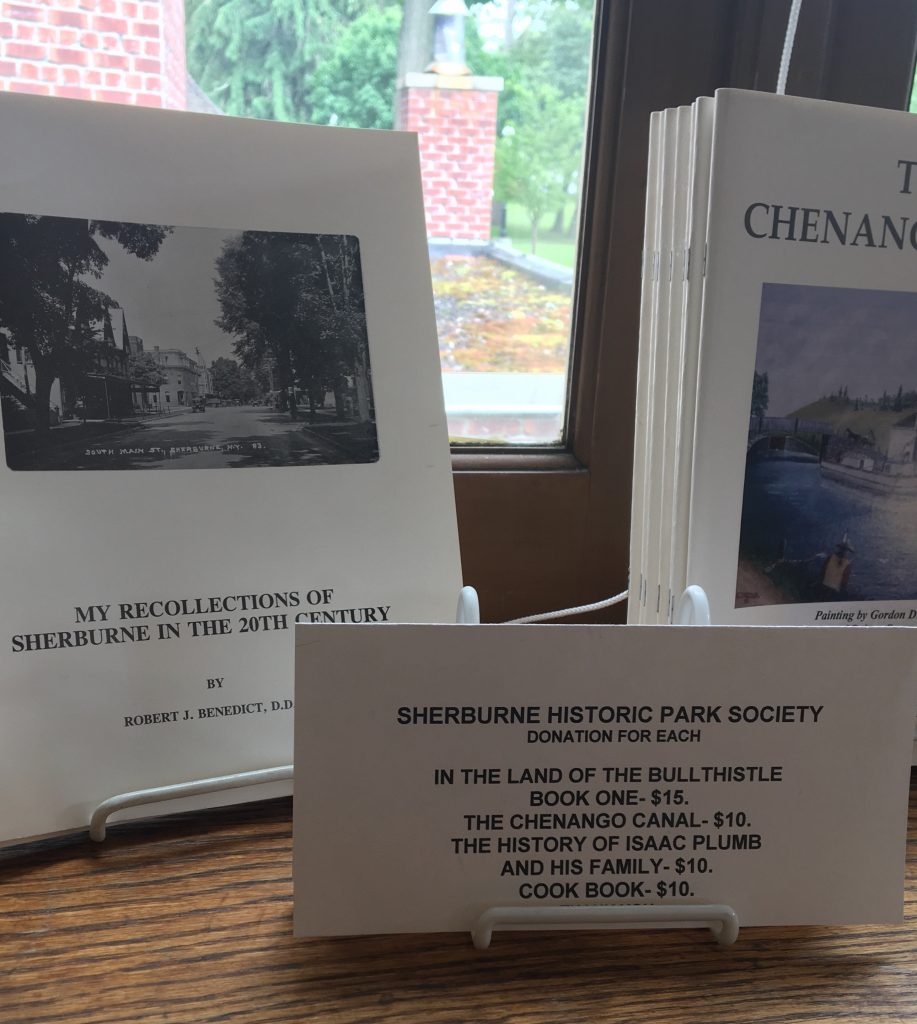 SOUTH MAIN ST., SHERBURNE, N.Y. 83.
MY RECOLLECTIONS OF
SHERBURNE IN THE 20TH CENTURY
BY
ROBERT J. BENEDICT, D.D.
CHENANG
Painting by Gordon D.
SHERBURNE HISTORIC PARK SOCIETY
DONATION FOR EACH
IN THE LAND OF THE BULLTHISTLE
BOOK ONE- $15.
THE CHENANGO CANAL- $10.
THE HISTORY OF ISAAC PLUMB
AND HIS FAMILY- $10.
COOK BOOK- $10.